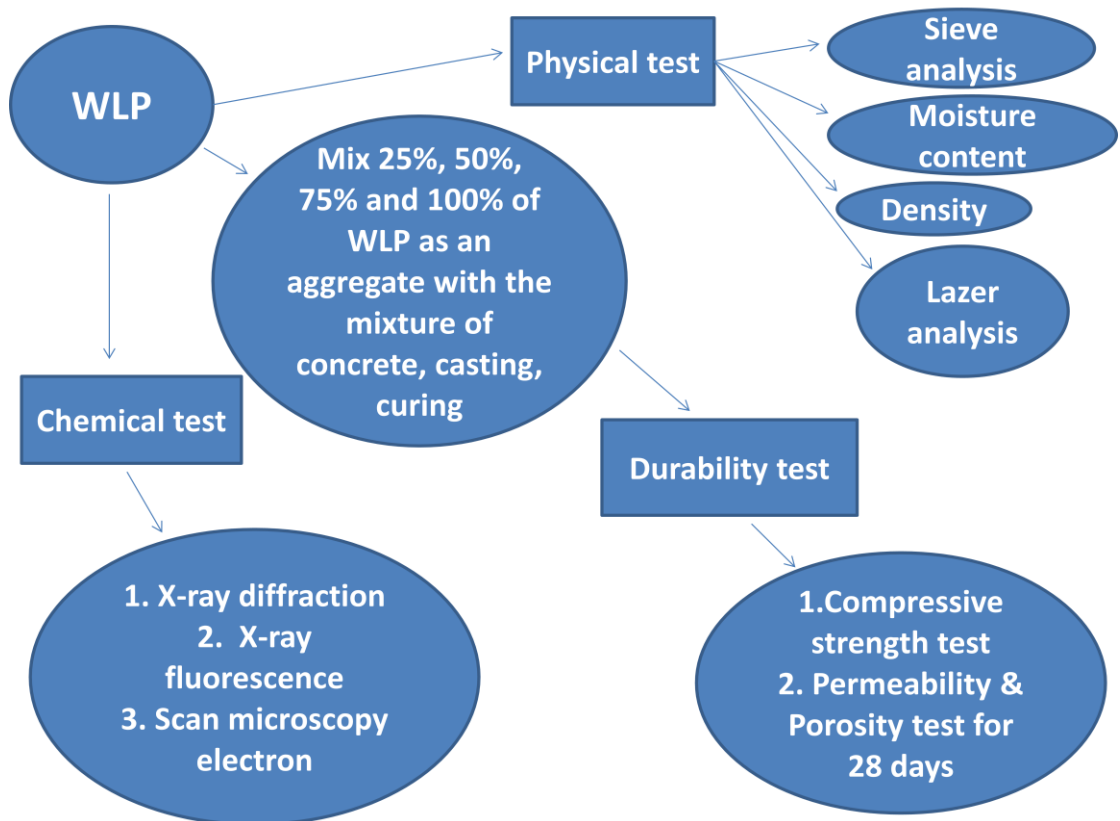 WLP
Physical test
Sieve
analysis
Moisture
content
Density
Lazer
analysis
Mix 25%, 50%,
75% and 100% of
WLP as an
aggregate with the
mixture of
concrete, casting,
curing
Chemical test
Durability test
1. X-ray diffraction
2. X-ray
fluorescence
3. Scan microscopy
electron
1.Compressive
strength test
2. Permeability &
Porosity test for
28 days